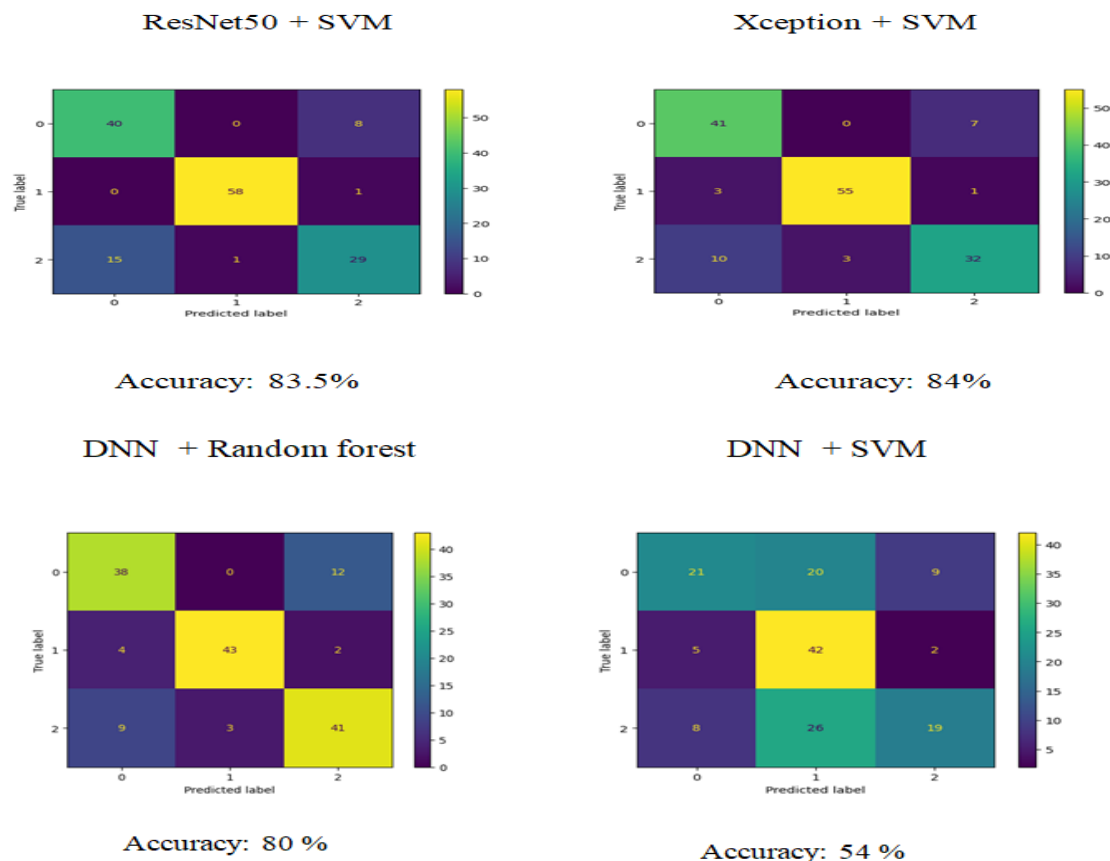 ResNet50 + SVM
50
40
30
20
10
0
True label
0
1
2
40 0 8
0 58 1
15 1 29
0 1 2
Predicted label
Accuracy: 83.5%
Xception + SVM
50
40
30
20
10
0
True label
0
1
2
41 0 7
3 55 1
10 3 32
0 1 2
Predicted label
Accuracy: 84%
DNN + Random forest
40
35
30
25
20
15
10
5
0
True label
0
1
2
38 0 12
4 43 2
9 3 41
0 1 2
Predicted label
Accuracy: 80 %
DNN + SVM
40
35
30
25
20
15
10
5
True label
0
1
2
21 20 9
5 42 2
8 26 19
0 1 2
Predicted label
Accuracy: 54 %